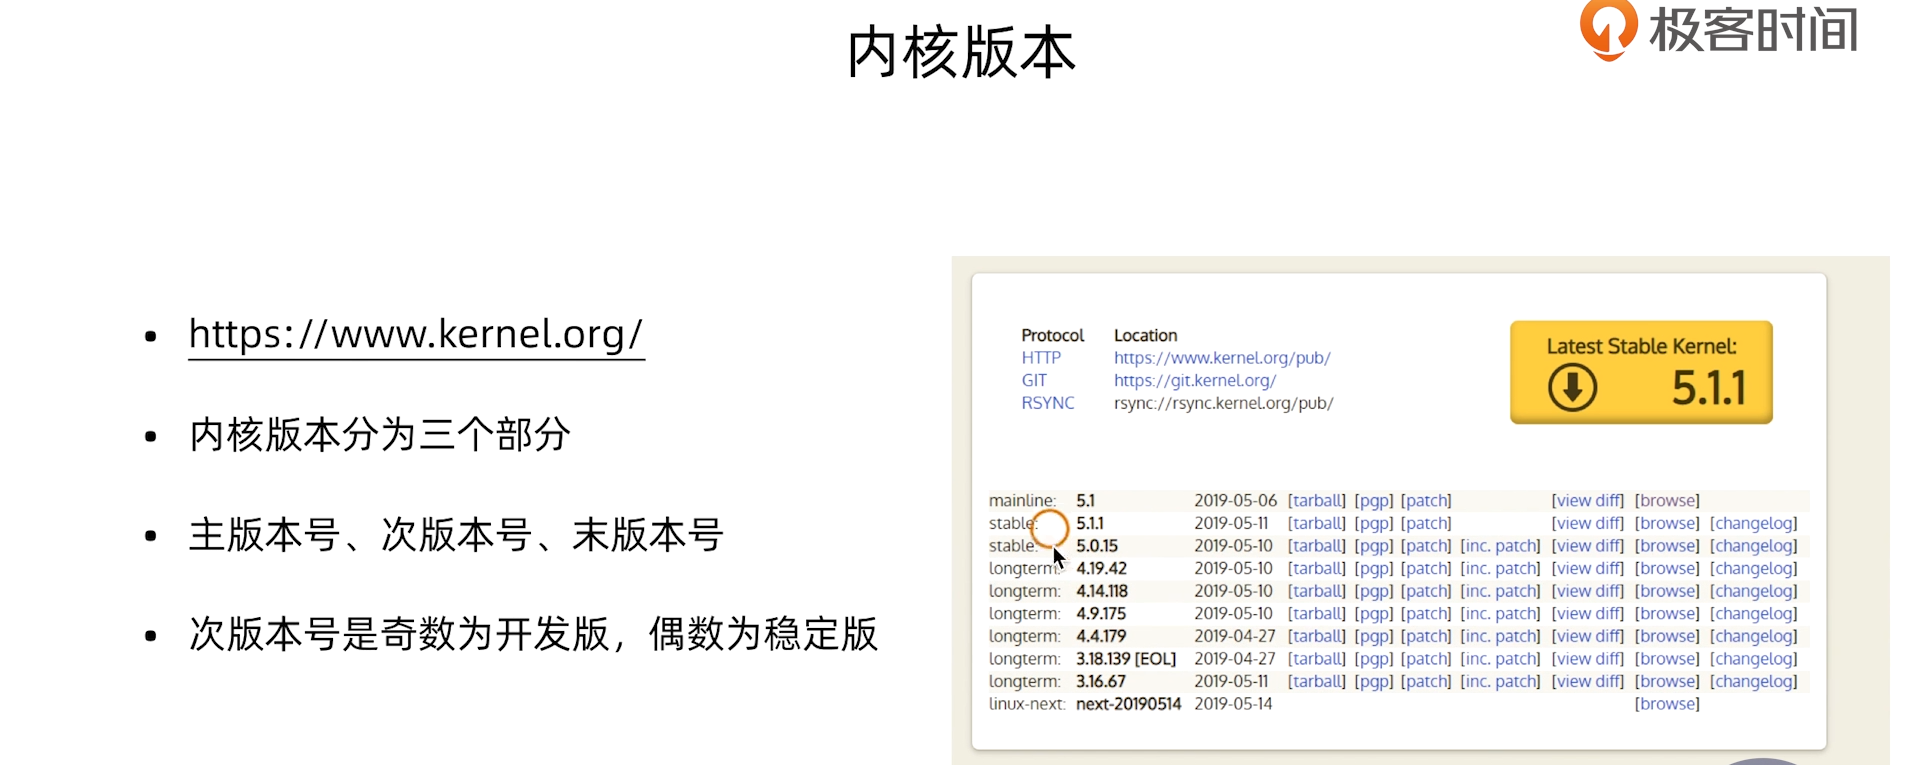 内核版本
极客时间
https://www.kernel.org/
内核版本分为三个部分
主版本号、次版本号、末版本号
次版本号是奇数为开发版，偶数为稳定版
Protocol Location
HTTP https://www.kernel.org/pub/
GIT https://git.kernel.org/
RSYNC rsync://rsync.kernel.org/pub/
Latest Stable Kernel:
5.1.1
mainline: 5.1 2019-05-06 [tarball] [pgp] [patch] [view diff] [browse]
stable: 5.1.1 2019-05-11 [tarball] [pgp] [patch] [view diff] [browse] [changelog]
stable: 5.0.15 2019-05-10 [tarball] [pgp] [patch] [inc. patch] [view diff] [browse] [changelog]
longterm: 4.19.42 2019-05-10 [tarball] [pgp] [patch] [inc. patch] [view diff] [browse] [changelog]
longterm: 4.14.118 2019-05-10 [tarball] [pgp] [patch] [inc. patch] [view diff] [browse] [changelog]
longterm: 4.9.175 2019-05-10 [tarball] [pgp] [patch] [inc. patch] [view diff] [browse] [changelog]
longterm: 4.4.179 2019-04-27 [tarball] [pgp] [patch] [inc. patch] [view diff] [browse] [changelog]
longterm: 3.18.139 [EOL] 2019-04-27 [tarball] [pgp] [patch] [inc. patch] [view diff] [browse] [changelog]
longterm: 3.16.67 2019-05-11 [tarball] [pgp] [patch] [inc. patch] [view diff] [browse] [changelog]
linux-next: next-20190514 2019-05-14 [browse]